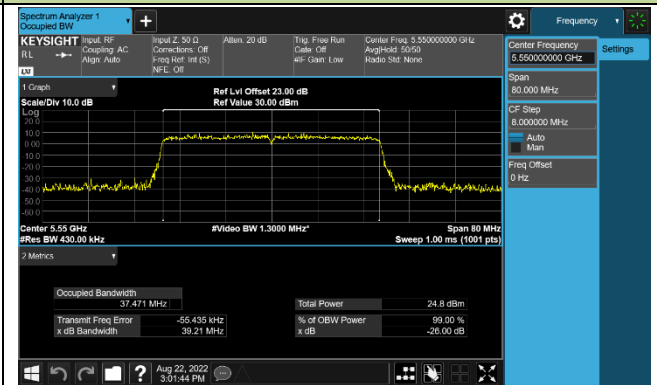 Spectrum Analyzer 1
Occupied BW
+
Frequency
KEYSIGHT
RL
LXI
Input: RF
Coupling: AC
Align: Auto
Input Z: 50 Ω
Corrections: Off
Freq Ref: Int (S)
NFE: Off
Atten: 20 dB
Trig: Free Run
Gate: Off
#IF Gain: Low
Center Freq: 5.550000000 GHz
Avg|Hold: 50/50
Radio Std: None
Center Frequency
5.550000000 GHz
Settings
Span
80.000 MHz
CF Step
8.000000 MHz
Auto
Man
Freq Offset
0 Hz
1 Graph
Scale/Div 10.0 dB
Ref Lvl Offset 23.00 dB
Ref Value 30.00 dBm
Log
20.0
10.0
0.00
-10.0
-20.0
-30.0
-40.0
-50.0
-60.0
Center 5.55 GHz
#Video BW 1.3000 MHz*
Span 80 MHz
#Res BW 430.00 kHz
Sweep 1.00 ms (1001 pts)
2 Metrics
Occupied Bandwidth
37.471 MHz
Total Power 24.8 dBm
Transmit Freq Error -55.435 kHz
% of OBW Power 99.00 %
x dB Bandwidth 39.21 MHz
x dB -26.00 dB
?
Aug 22, 2022
3:01:44 PM